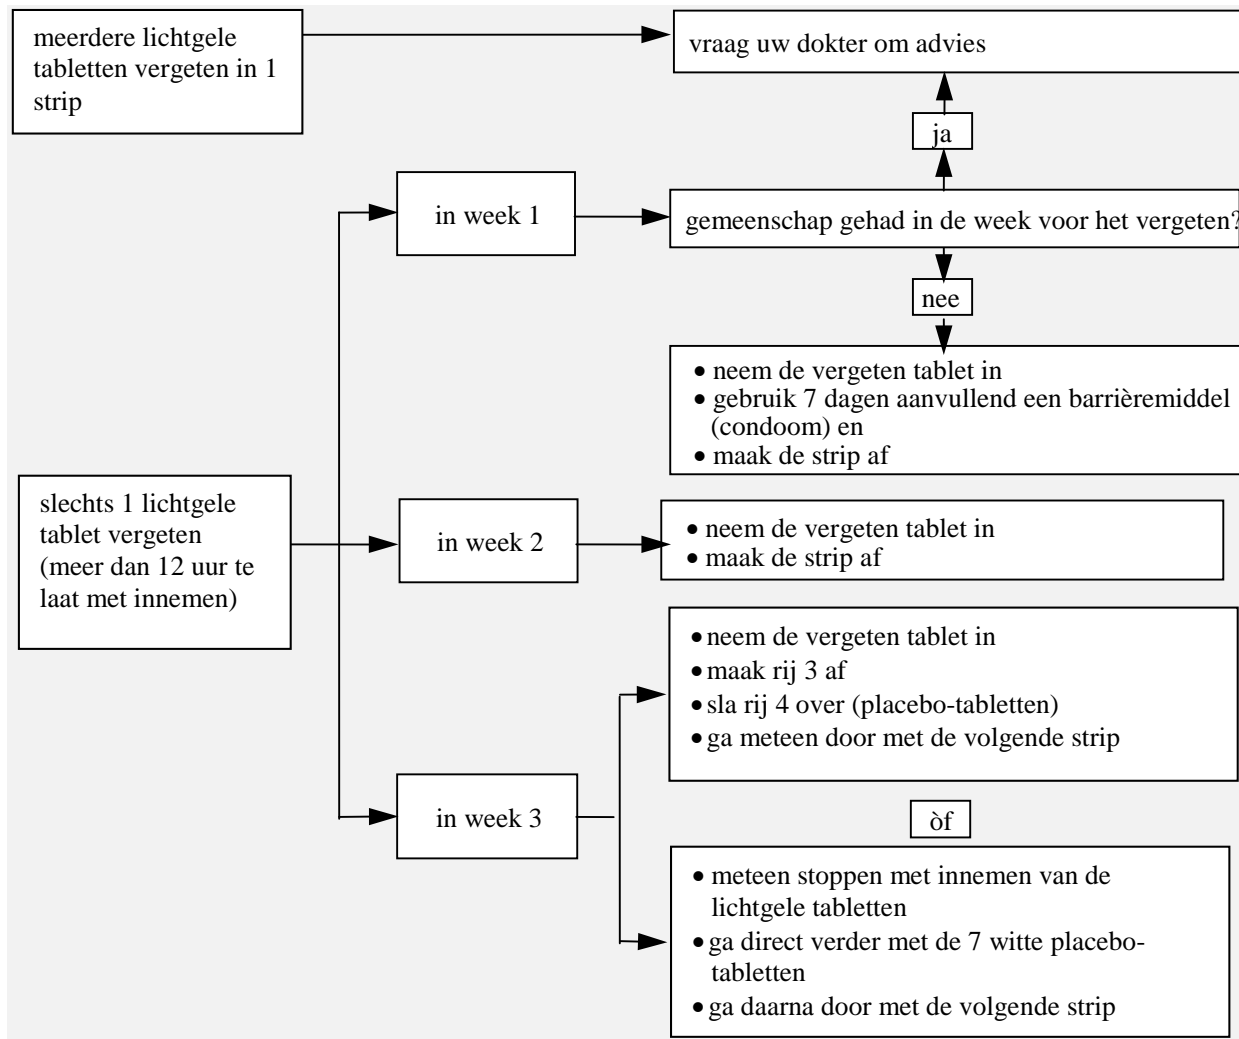 meerdere lichtgele
tabletten vergeten in 1
strip
vraag uw dokter om advies
ja
in week 1
gemeenschap gehad in de week voor het vergeten?
nee
• neem de vergeten tablet in
• gebruik 7 dagen aanvullend een barrièremiddel
(condoom) en
• maak de strip af
slechts 1 lichtgele
tablet vergeten
(meer dan 12 uur te
laat met innemen)
in week 2
• neem de vergeten tablet in
• maak de strip af
in week 3
• neem de vergeten tablet in
• maak rij 3 af
• sla rij 4 over (placebo-tabletten)
• ga meteen door met de volgende strip
òf
• meteen stoppen met innemen van de
lichtgele tabletten
• ga direct verder met de 7 witte placebo-
tabletten
• ga daarna door met de volgende strip